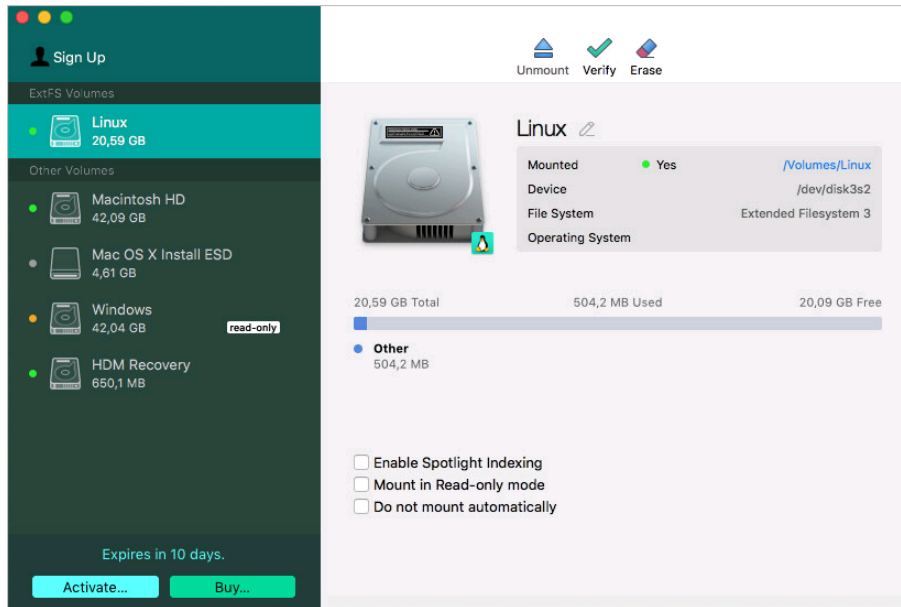 Sign Up
ExtFS Volumes
Linux
20,59 GB
Other Volumes
Macintosh HD
42,09 GB
Mac OS X Install ESD
4,61 GB
Windows
42,04 GB read-only
HDM Recovery
650,1 MB
Expires in 10 days.
Activate... Buy...
Unmount Verify Erase
Linux
Mounted Yes /Volumes/Linux
Device /dev/disk3s2
File System Extended Filesystem 3
Operating System
20,59 GB Total 504,2 MB Used 20,09 GB Free
Other
504,2 MB
Enable Spotlight Indexing
Mount in Read-only mode
Do not mount automatically